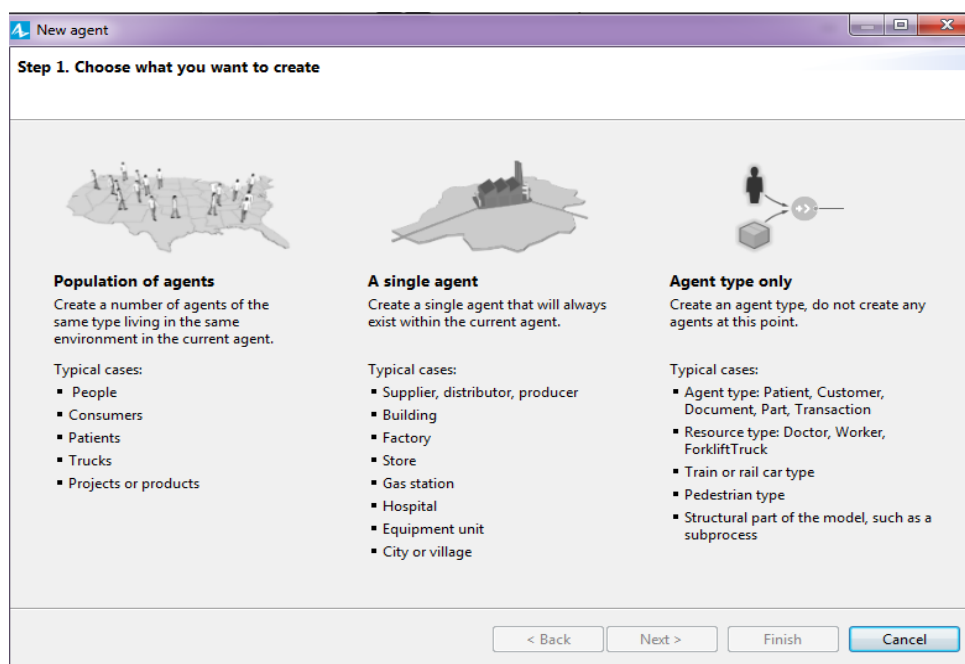 New agent
Step 1. Choose what you want to create
Population of agents
Create a number of agents of the
same type living in the same
environment in the current agent.
Typical cases:
▪ People
▪ Consumers
▪ Patients
▪ Trucks
▪ Projects or products
A single agent
Create a single agent that will always
exist within the current agent.
Typical cases:
▪ Supplier, distributor, producer
▪ Building
▪ Factory
▪ Store
▪ Gas station
▪ Hospital
▪ Equipment unit
▪ City or village
Agent type only
Create an agent type, do not create any
agents at this point.
Typical cases:
▪ Agent type: Patient, Customer,
Document, Part, Transaction
▪ Resource type: Doctor, Worker,
ForkliftTruck
▪ Train or rail car type
▪ Pedestrian type
▪ Structural part of the model, such as a
subprocess
< Back
Next >
Finish
Cancel